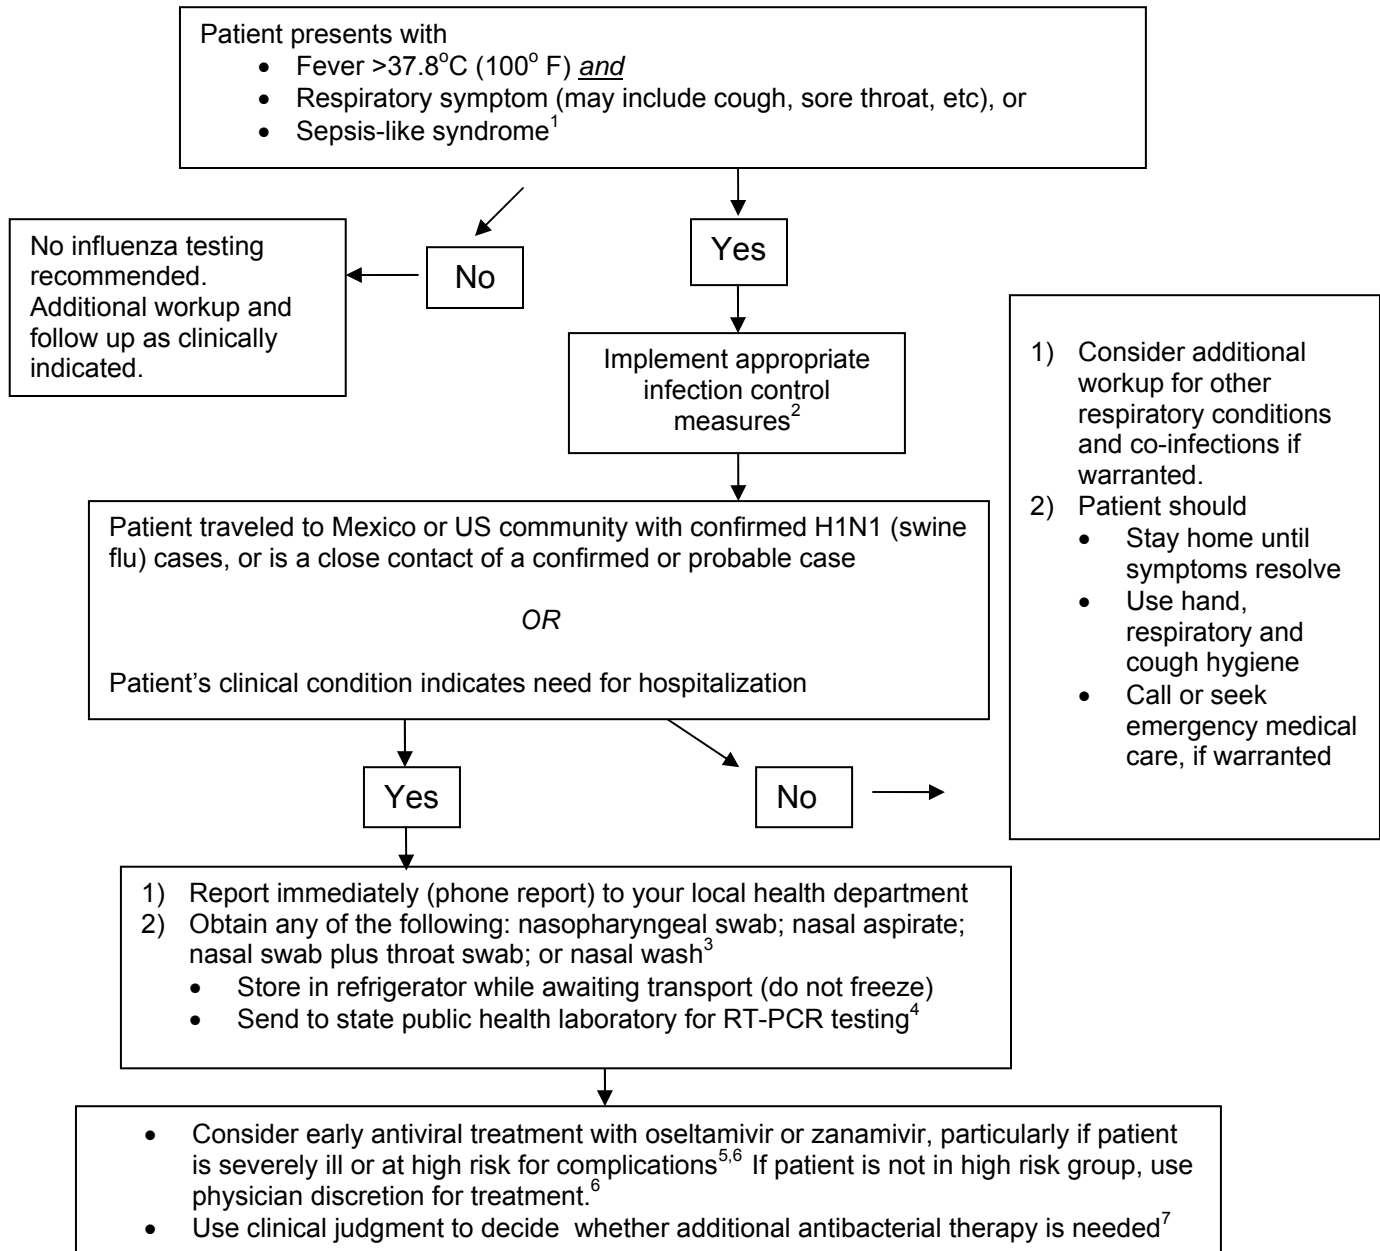 Patient presents with
• Fever >37.8°C (100° F) and
• Respiratory symptom (may include cough, sore throat, etc), or
• Sepsis-like syndrome¹
No influenza testing
recommended.
Additional workup and
follow up as clinically
indicated.
No
Yes
Implement appropriate
infection control
measures²
Patient traveled to Mexico or US community with confirmed H1N1 (swine
flu) cases, or is a close contact of a confirmed or probable case
OR
Patient’s clinical condition indicates need for hospitalization
Yes
No
1) Consider additional
workup for other
respiratory conditions
and co-infections if
warranted.
2) Patient should
• Stay home until
symptoms resolve
• Use hand,
respiratory and
cough hygiene
• Call or seek
emergency medical
care, if warranted
1) Report immediately (phone report) to your local health department
2) Obtain any of the following: nasopharyngeal swab; nasal aspirate;
nasal swab plus throat swab; or nasal wash³
• Store in refrigerator while awaiting transport (do not freeze)
• Send to state public health laboratory for RT-PCR testing⁴
• Consider early antiviral treatment with oseltamivir or zanamivir, particularly if patient
is severely ill or at high risk for complications⁵,⁶ If patient is not in high risk group, use
physician discretion for treatment.⁶
• Use clinical judgment to decide whether additional antibacterial therapy is needed⁷